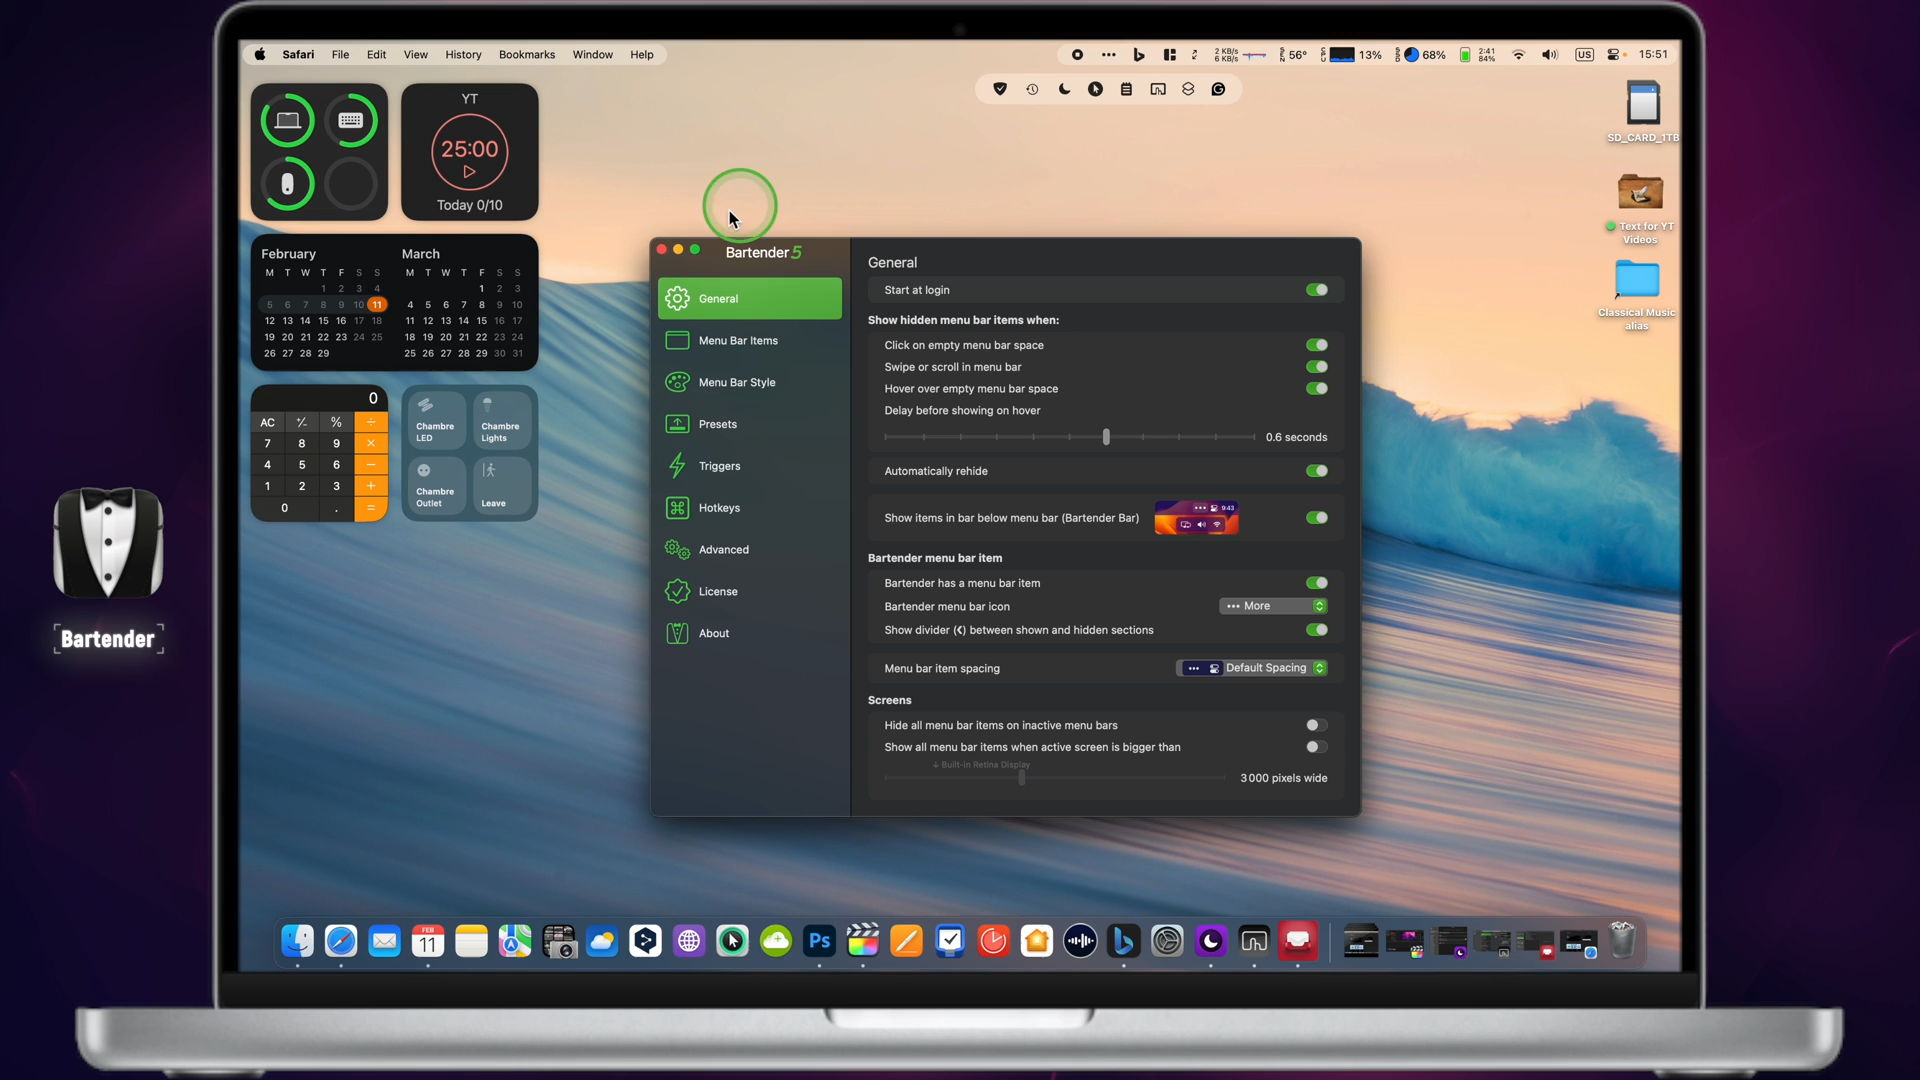 Safari File Edit View History Bookmarks Window Help
2 KB/s
6 KB/s
SEN 56°
CPU 13%
SSD 68%
2:41
84%
US
15:51
YT
25:00
Today 0/10
February
M T W T F S S
1 2 3 4
5 6 7 8 9 10 11
12 13 14 15 16 17 18
19 20 21 22 23 24 25
26 27 28 29
March
M T W T F S S
1 2 3
4 5 6 7 8 9 10
11 12 13 14 15 16 17
18 19 20 21 22 23 24
25 26 27 28 29 30 31
0
AC +/- % ÷
7 8 9 ×
4 5 6 −
1 2 3 +
0 . =
Chambre
LED
Chambre
Lights
Chambre
Outlet
Leave
Bartender
SD_CARD_1TB
Text for YT
Videos
Classical Music
alias
Bartender 5
General
Menu Bar Items
Menu Bar Style
Presets
Triggers
Hotkeys
Advanced
License
About
General
Start at login
Show hidden menu bar items when:
Click on empty menu bar space
Swipe or scroll in menu bar
Hover over empty menu bar space
Delay before showing on hover
0.6 seconds
Automatically rehide
Show items in bar below menu bar (Bartender Bar)
9:43
Bartender menu bar item
Bartender has a menu bar item
Bartender menu bar icon
••• More
Show divider (❮) between shown and hidden sections
Menu bar item spacing
Default Spacing
Screens
Hide all menu bar items on inactive menu bars
Show all menu bar items when active screen is bigger than
↓ Built-in Retina Display
3 000 pixels wide
FEB
11
Ps